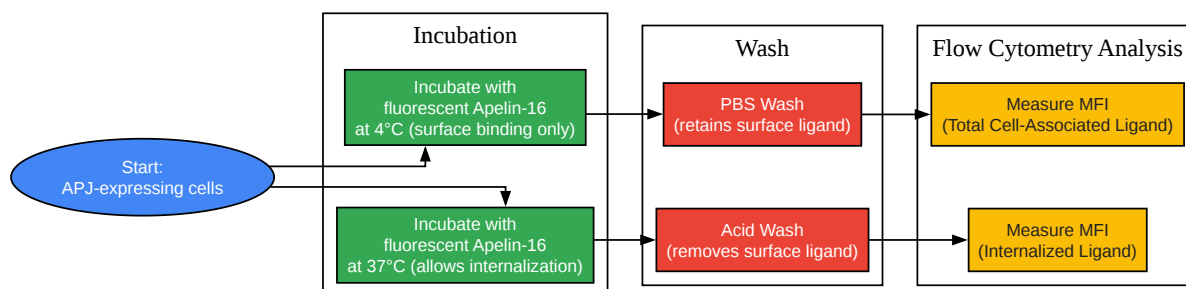 Incubation
Wash
Flow Cytometry Analysis
Start:
APJ-expressing cells
Incubate with
fluorescent Apelin-16
at 4°C (surface binding only)
PBS Wash
(retains surface ligand)
Measure MFI
(Total Cell-Associated Ligand)
Incubate with
fluorescent Apelin-16
at 37°C (allows internalization)
Acid Wash
(removes surface ligand)
Measure MFI
(Internalized Ligand)